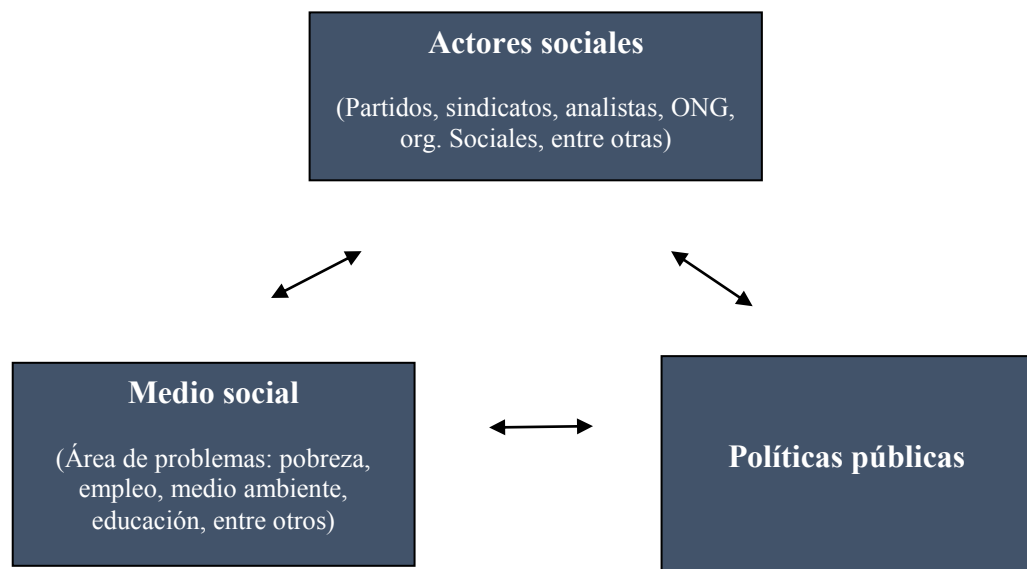 Actores sociales
(Partidos, sindicatos, analistas, ONG,
org. Sociales, entre otras)
Medio social
(Área de problemas: pobreza,
empleo, medio ambiente,
educación, entre otros)
Políticas públicas